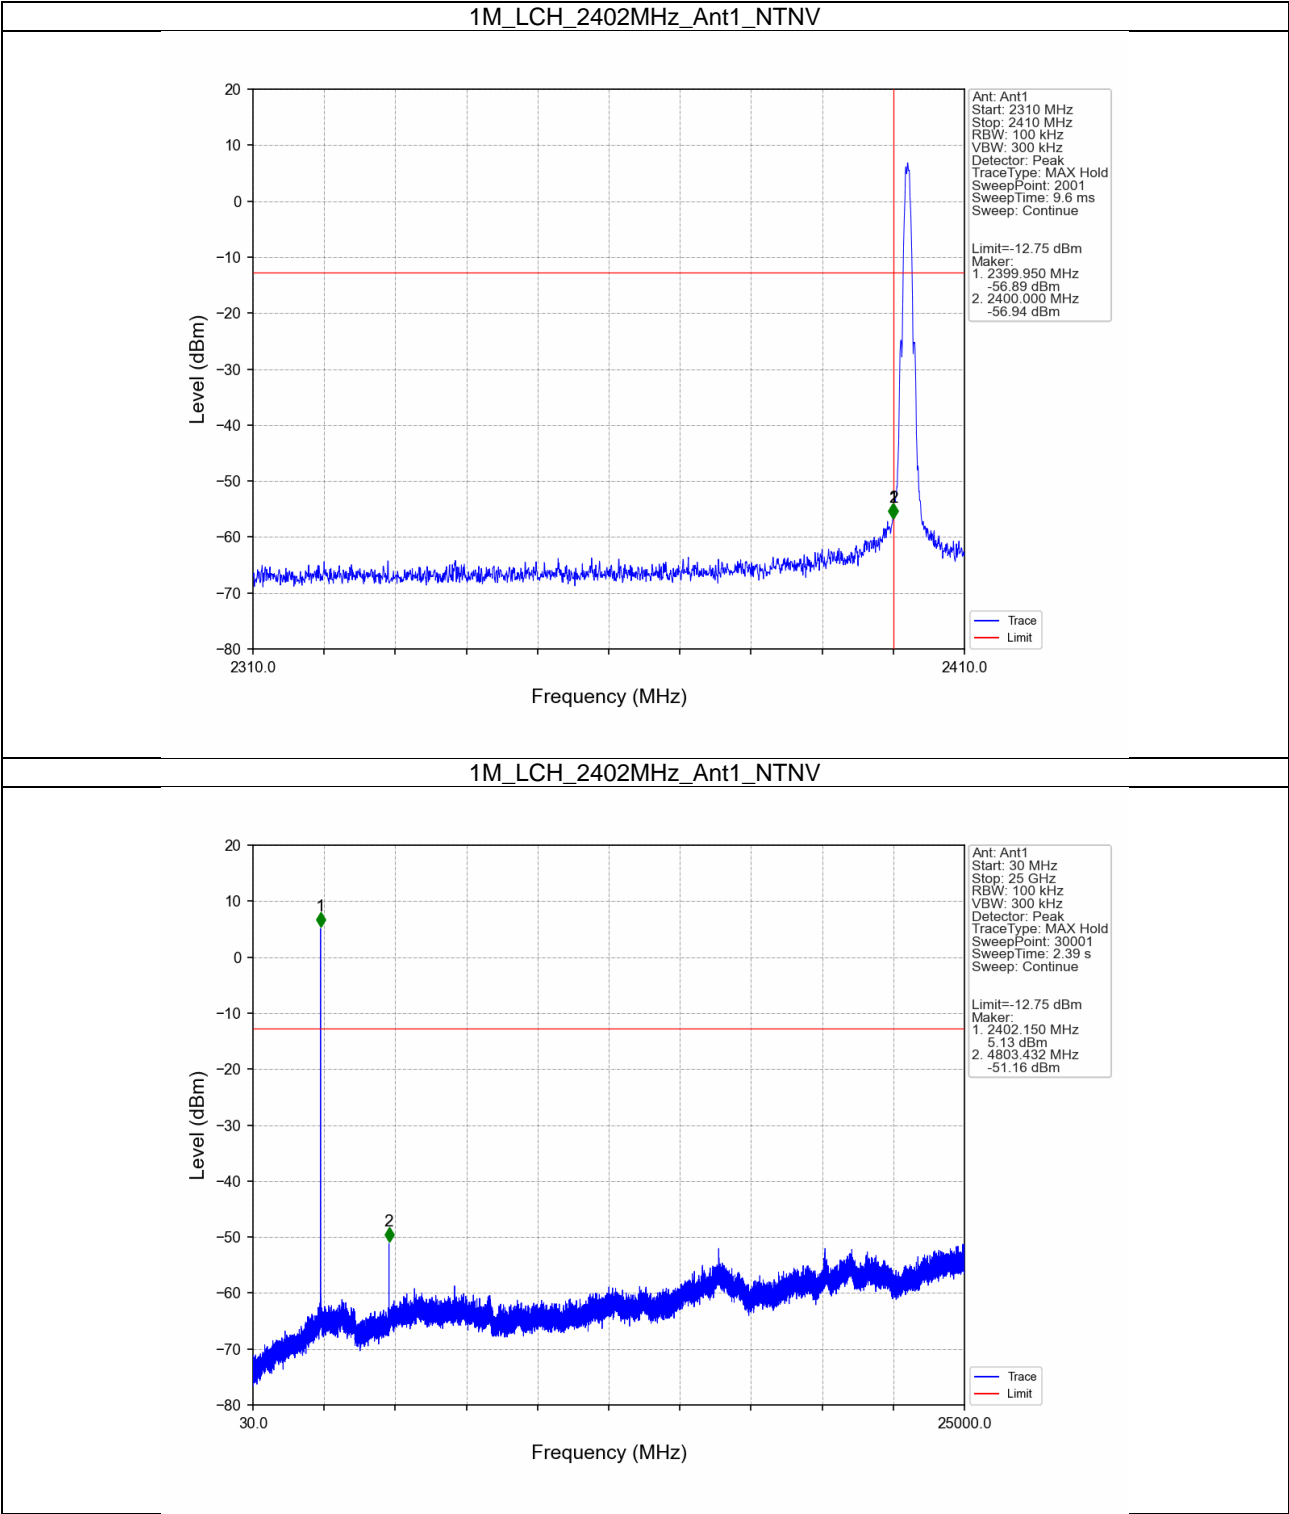 1M_LCH_2402MHz_Ant1_NTNV
20
10
0
−10
−20
−30
−40
−50
−60
−70
−80
Level (dBm)
1
2
2310.0
2410.0
Frequency (MHz)
Ant: Ant1
Start: 2310 MHz
Stop: 2410 MHz
RBW: 100 kHz
VBW: 300 kHz
Detector: Peak
TraceType: MAX Hold
SweepPoint: 2001
SweepTime: 9.6 ms
Sweep: Continue
Limit=-12.75 dBm
Maker:
1. 2399.950 MHz
-56.89 dBm
2. 2400.000 MHz
-56.94 dBm
Trace
Limit
1M_LCH_2402MHz_Ant1_NTNV
20
10
0
−10
−20
−30
−40
−50
−60
−70
−80
Level (dBm)
1
2
30.0
25000.0
Frequency (MHz)
Ant: Ant1
Start: 30 MHz
Stop: 25 GHz
RBW: 100 kHz
VBW: 300 kHz
Detector: Peak
TraceType: MAX Hold
SweepPoint: 30001
SweepTime: 2.39 s
Sweep: Continue
Limit=-12.75 dBm
Maker:
1. 2402.150 MHz
5.13 dBm
2. 4803.432 MHz
-51.16 dBm
Trace
Limit